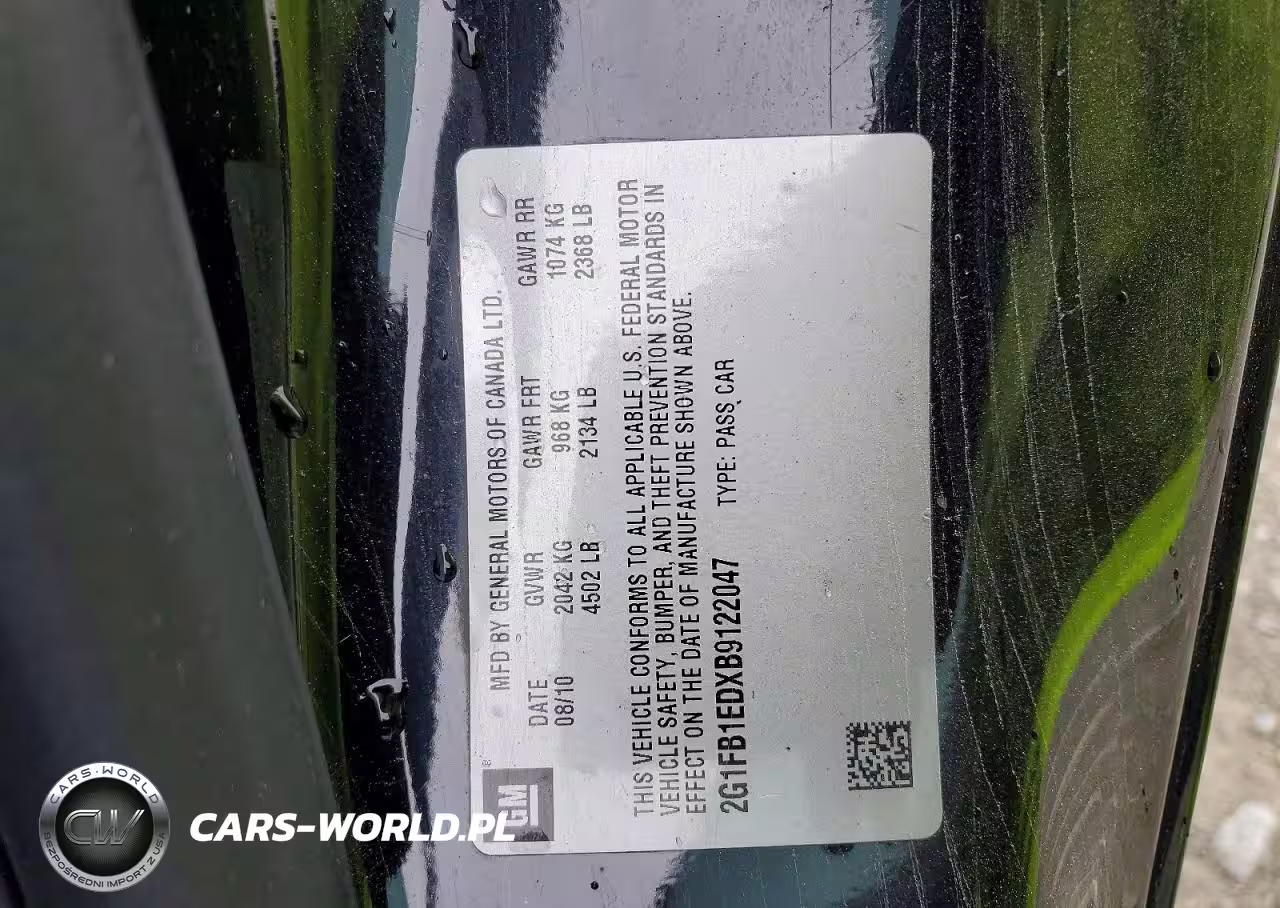 GM
®
MFD BY GENERAL MOTORS OF CANADA LTD.
DATE GVWR GAWR FRT GAWR RR
08/10 2042 KG 968 KG 1074 KG
4502 LB 2134 LB 2368 LB
THIS VEHICLE CONFORMS TO ALL APPLICABLE U.S. FEDERAL MOTOR
VEHICLE SAFETY, BUMPER, AND THEFT PREVENTION STANDARDS IN
EFFECT ON THE DATE OF MANUFACTURE SHOWN ABOVE.
2G1FB1EDXB9122047 TYPE: PASS CAR
CARS-WORLD
CW
BEZPOŚREDNI IMPORT Z USA
CARS-WORLD.PL